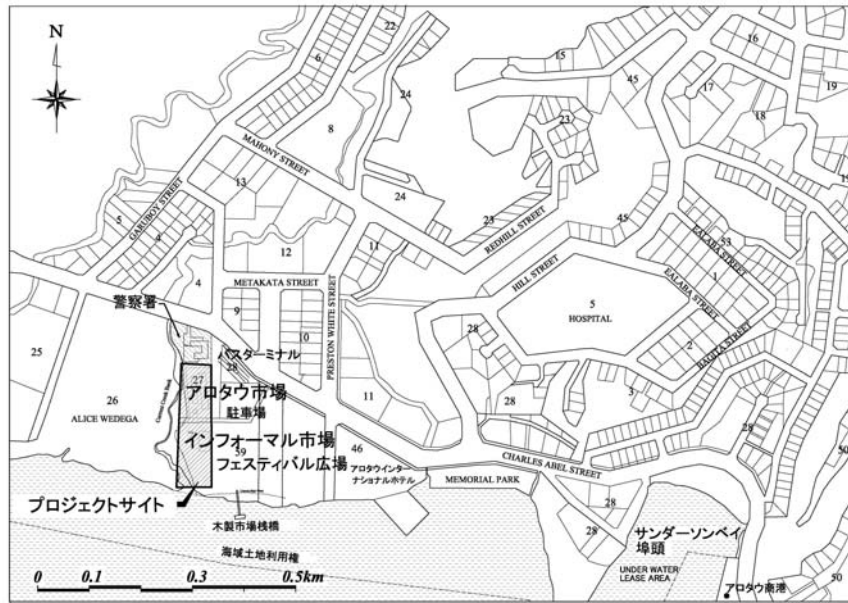 N
22
6
24
8
15
45
16
17
19
18
23
MAHONY STREET
13
24
GARUBOY STREET
5
4
23
REDHILL STREET
45
12
11
53
EALABA STREET
HILL STREET
1
EALABA STREET
4
METAKATA STREET
PRESTON WHITE STREET
5
HOSPITAL
警察署
9
10
28
2
BAGITA STREET
25
バスターミナル
28
27
アロタウ市場
駐車場
26
ALICE WEDEGA
11
28
3
28
インフォーマル市場
59
フェスティバル広場
46
アロタウインター
ナショナルホテル
CHARLES ABEL STREET
MEMORIAL PARK
プロジェクトサイト
木製市場桟橋
28
28
サンダーソンベイ
埠頭
海域土地利用権
UNDER WATER
LEASE AREA
50
アロタウ南港
50
0 0.1 0.3 0.5km